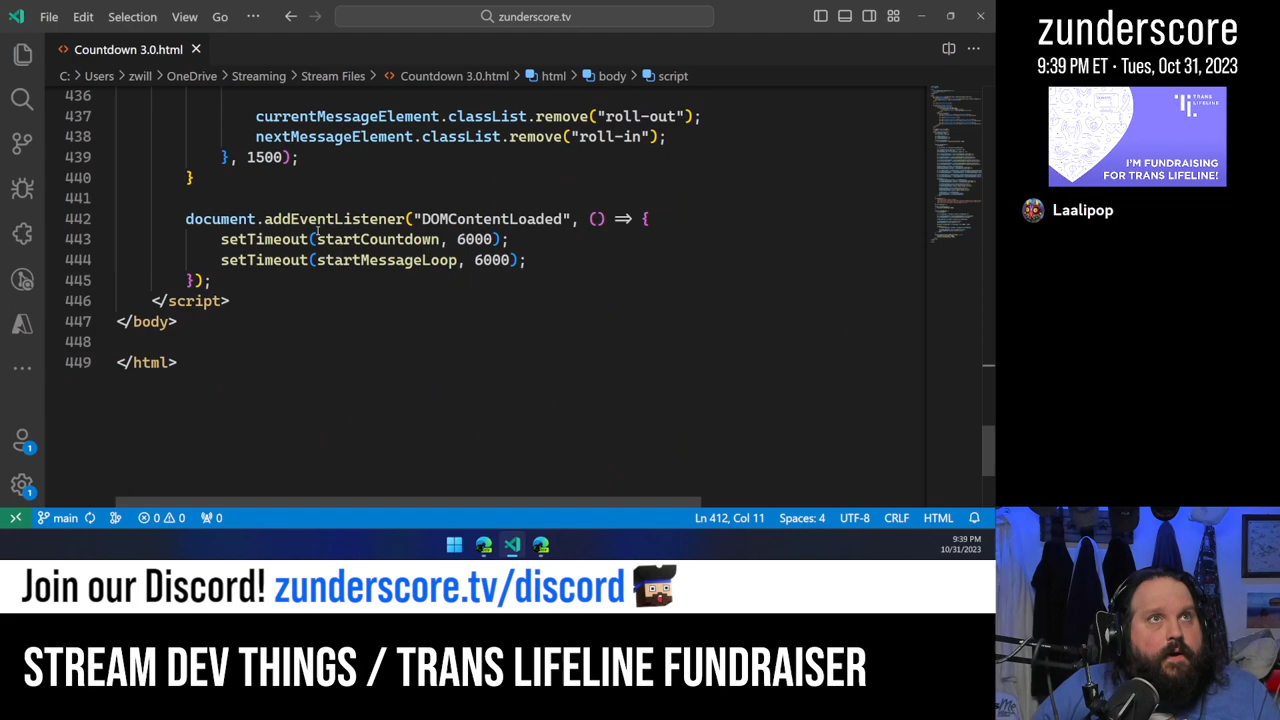 File Edit Selection View Go ··· zunderscore.tv
Countdown 3.0.html
C: > Users > zwill > OneDrive > Streaming > Stream Files > Countdown 3.0.html > html > body > script
436
437 currentMessageElement.classList.remove("roll-out");
438 nextMessageElement.classList.remove("roll-in");
439 }, 1500);
440 }
441
442 document.addEventListener("DOMContentLoaded", () => {
443 setTimeout(startCountdown, 6000);
444 setTimeout(startMessageLoop, 6000);
445 });
446 </script>
447 </body>
448
449 </html>
1
1
main 0 0 0 Ln 412, Col 11 Spaces: 4 UTF-8 CRLF HTML
9:39 PM
10/31/2023
Join our Discord! zunderscore.tv/discord
STREAM DEV THINGS / TRANS LIFELINE FUNDRAISER
zunderscore
9:39 PM ET · Tues, Oct 31, 2023
TRANS
LIFELINE
I'M FUNDRAISING
FOR TRANS LIFELINE!
Laalipop